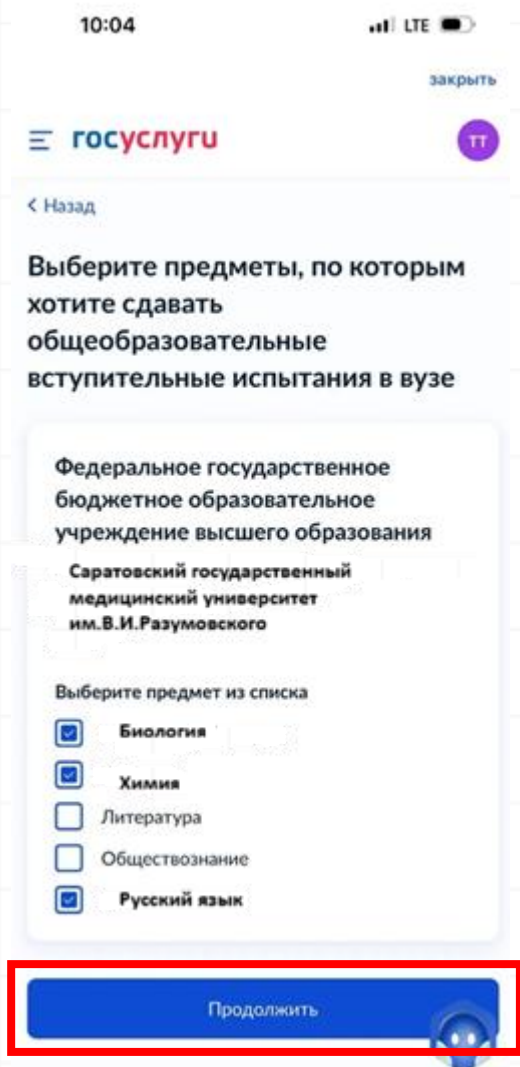 10:04 LTE
закрыть
госуслуги ТТ
Назад
Выберите предметы, по которым
хотите сдавать
общеобразовательные
вступительные испытания в вузе
Федеральное государственное
бюджетное образовательное
учреждение высшего образования
Саратовский государственный
медицинский университет
им.В.И.Разумовского
Выберите предмет из списка
Биология
Химия
Литература
Обществознание
Русский язык
Продолжить